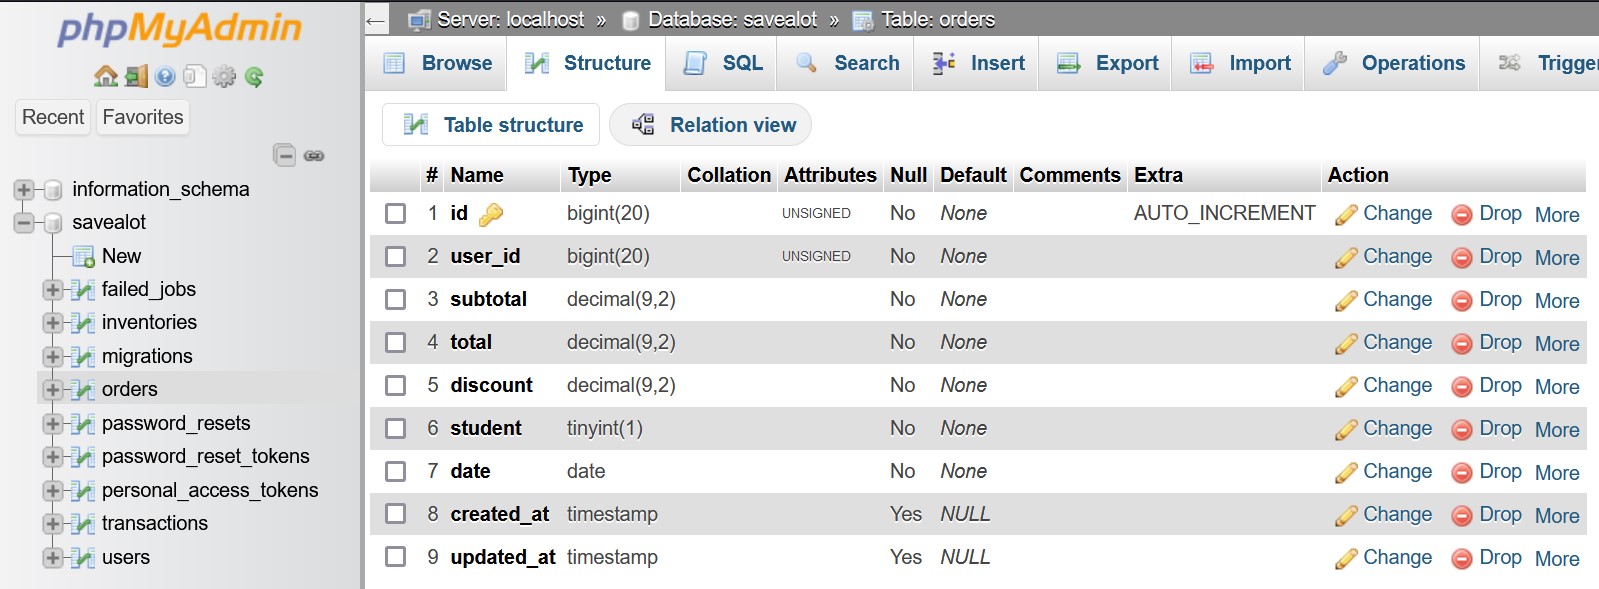 phpMyAdmin
Recent Favorites
information_schema
savealot
New
failed_jobs
inventories
migrations
orders
password_resets
password_reset_tokens
personal_access_tokens
transactions
users
Server: localhost » Database: savealot » Table: orders
Browse Structure SQL Search Insert Export Import Operations Trigger
Table structure Relation view
# Name Type Collation Attributes Null Default Comments Extra Action
1 id bigint(20) UNSIGNED No None AUTO_INCREMENT Change Drop More
2 user_id bigint(20) UNSIGNED No None Change Drop More
3 subtotal decimal(9,2) No None Change Drop More
4 total decimal(9,2) No None Change Drop More
5 discount decimal(9,2) No None Change Drop More
6 student tinyint(1) No None Change Drop More
7 date date No None Change Drop More
8 created_at timestamp Yes NULL Change Drop More
9 updated_at timestamp Yes NULL Change Drop More